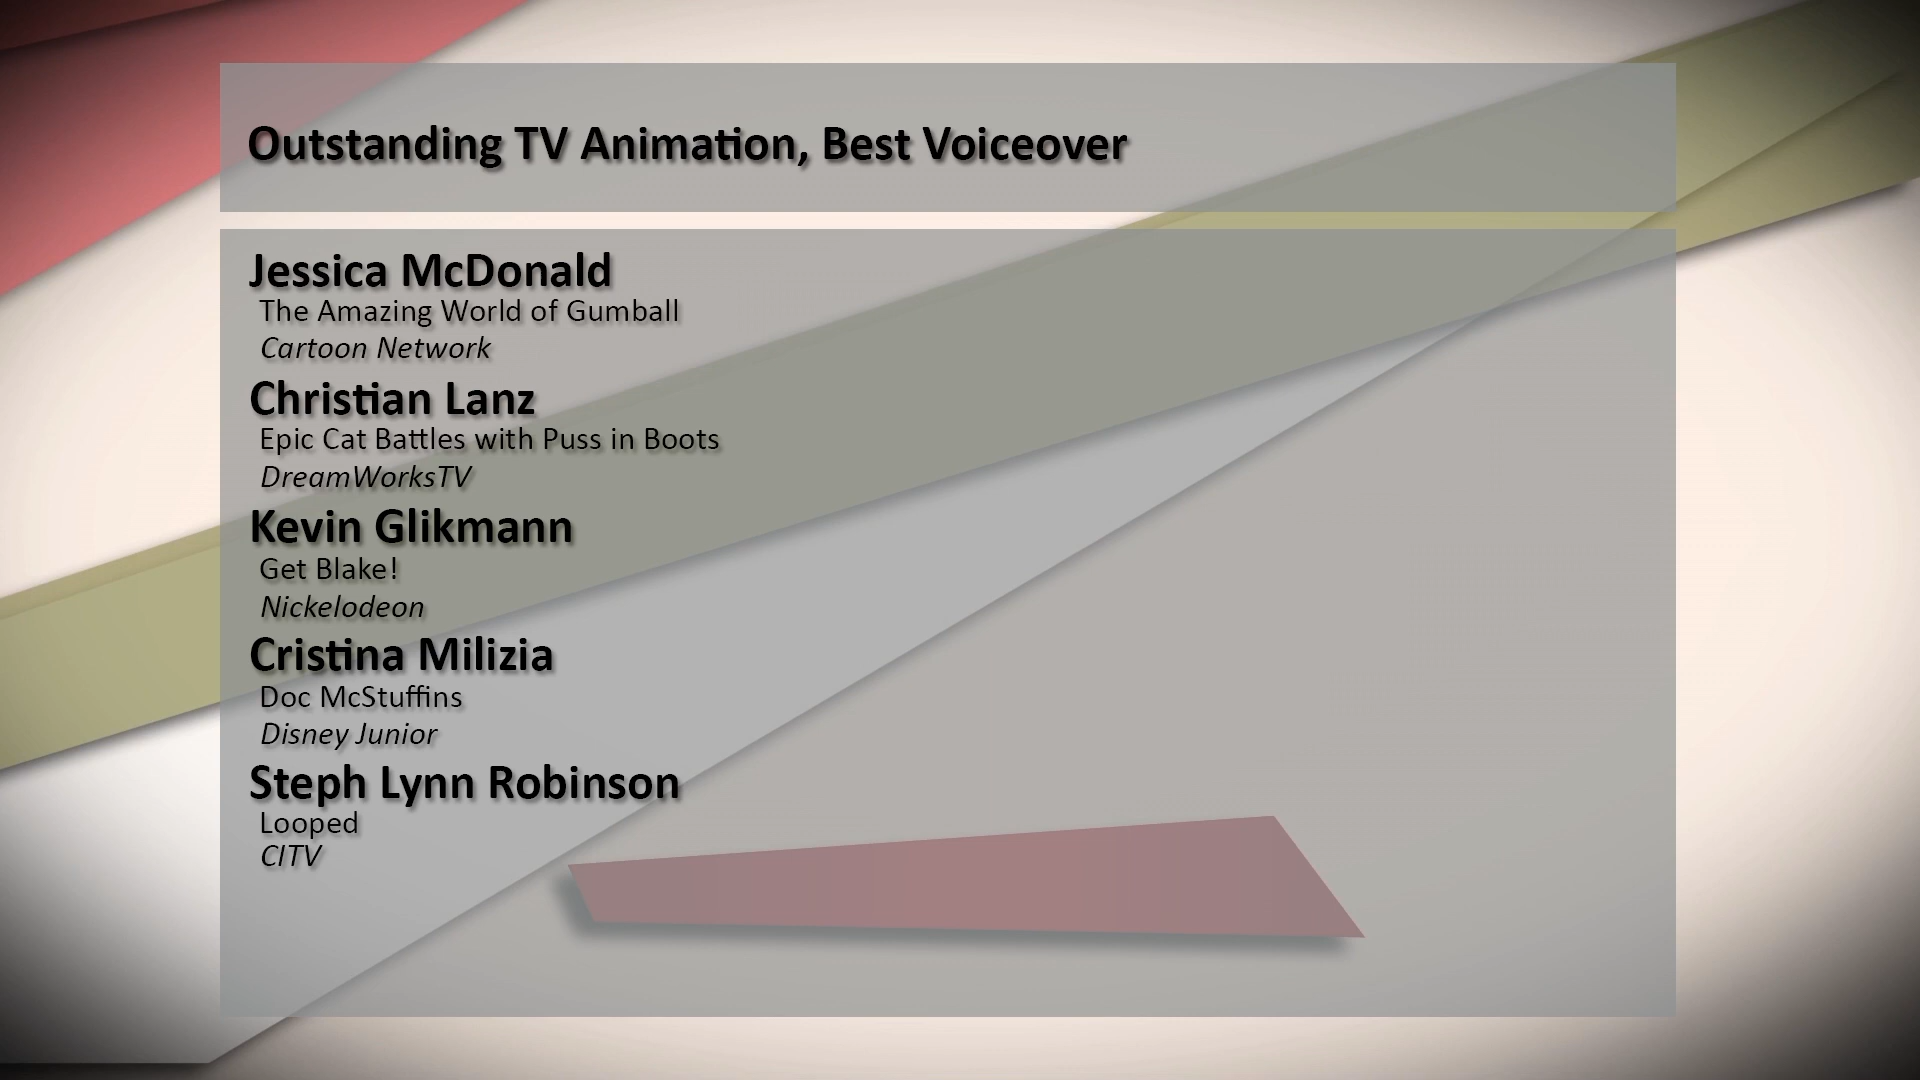 Outstanding TV Animation, Best Voiceover
Jessica McDonald
The Amazing World of Gumball
Cartoon Network
Christian Lanz
Epic Cat Battles with Puss in Boots
DreamWorksTV
Kevin Glikmann
Get Blake!
Nickelodeon
Cristina Milizia
Doc McStuffins
Disney Junior
Steph Lynn Robinson
Looped
CITV